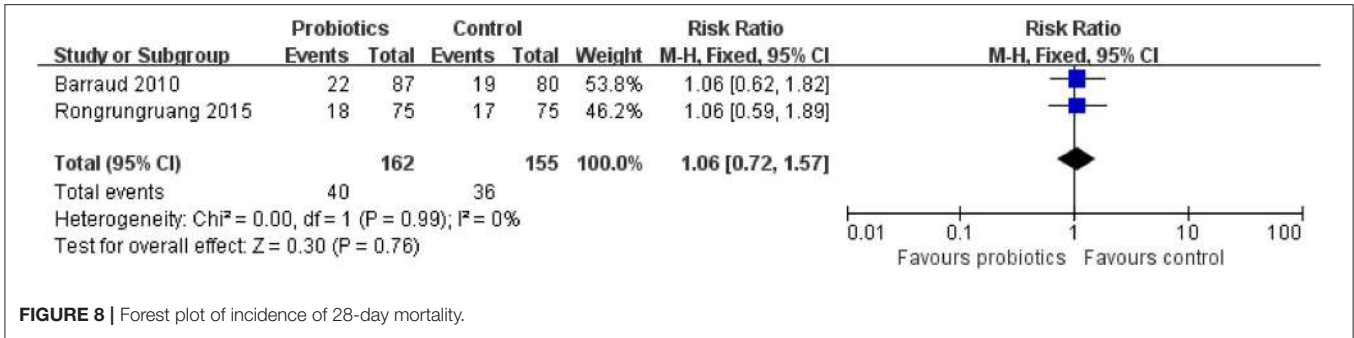 Probiotics Control Risk Ratio Risk Ratio
Study or Subgroup Events Total Events Total Weight M-H, Fixed, 95% CI M-H, Fixed, 95% CI
Barraud 2010 22 87 19 80 53.8% 1.06 [0.62, 1.82]
Rongrungruang 2015 18 75 17 75 46.2% 1.06 [0.59, 1.89]
Total (95% CI) 162 155 100.0% 1.06 [0.72, 1.57]
Total events 40 36
Heterogeneity: Chi² = 0.00, df = 1 (P = 0.99); I² = 0%
Test for overall effect: Z = 0.30 (P = 0.76)
0.01 0.1 1 10 100
Favours probiotics Favours control
FIGURE 8 | Forest plot of incidence of 28-day mortality.